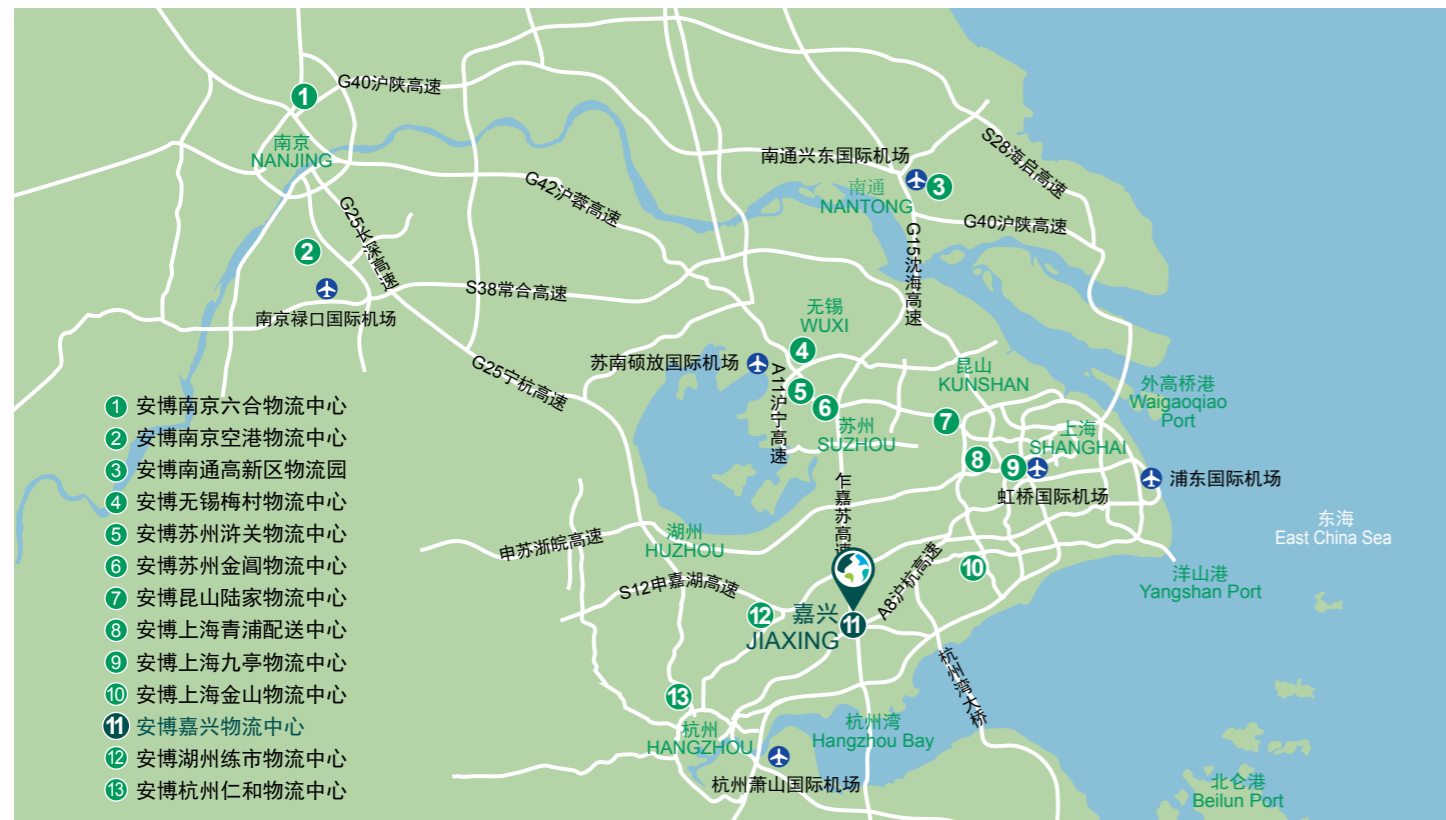 1
G40沪陕高速
南京
NANJING
南通兴东国际机场
S28海启高速
G42沪蓉高速
南通
NANTONG
3
G40沪陕高速
G25长深高速
2
G15沈海高速
S38常合高速
南京禄口国际机场
无锡
WUXI
4
苏南硕放国际机场
G25宁杭高速
A11沪宁高速
5
6
昆山
KUNSHAN
外高桥港
Waigaoqiao
Port
7
苏州
SUZHOU
上海
SHANGHAI
8
9
虹桥国际机场
浦东国际机场
乍嘉苏高速
东海
East China Sea
湖州
HUZHOU
申苏浙皖高速
S12申嘉湖高速
A8沪杭高速
10
洋山港
Yangshan Port
12
嘉兴
JIAXING
11
杭州湾大桥
13
杭州
HANGZHOU
杭州湾
Hangzhou Bay
杭州萧山国际机场
北仑港
Beilun Port
1 安博南京六合物流中心
2 安博南京空港物流中心
3 安博南通高新区物流园
4 安博无锡梅村物流中心
5 安博苏州浒关物流中心
6 安博苏州金阊物流中心
7 安博昆山陆家物流中心
8 安博上海青浦配送中心
9 安博上海九亭物流中心
10 安博上海金山物流中心
11 安博嘉兴物流中心
12 安博湖州练市物流中心
13 安博杭州仁和物流中心